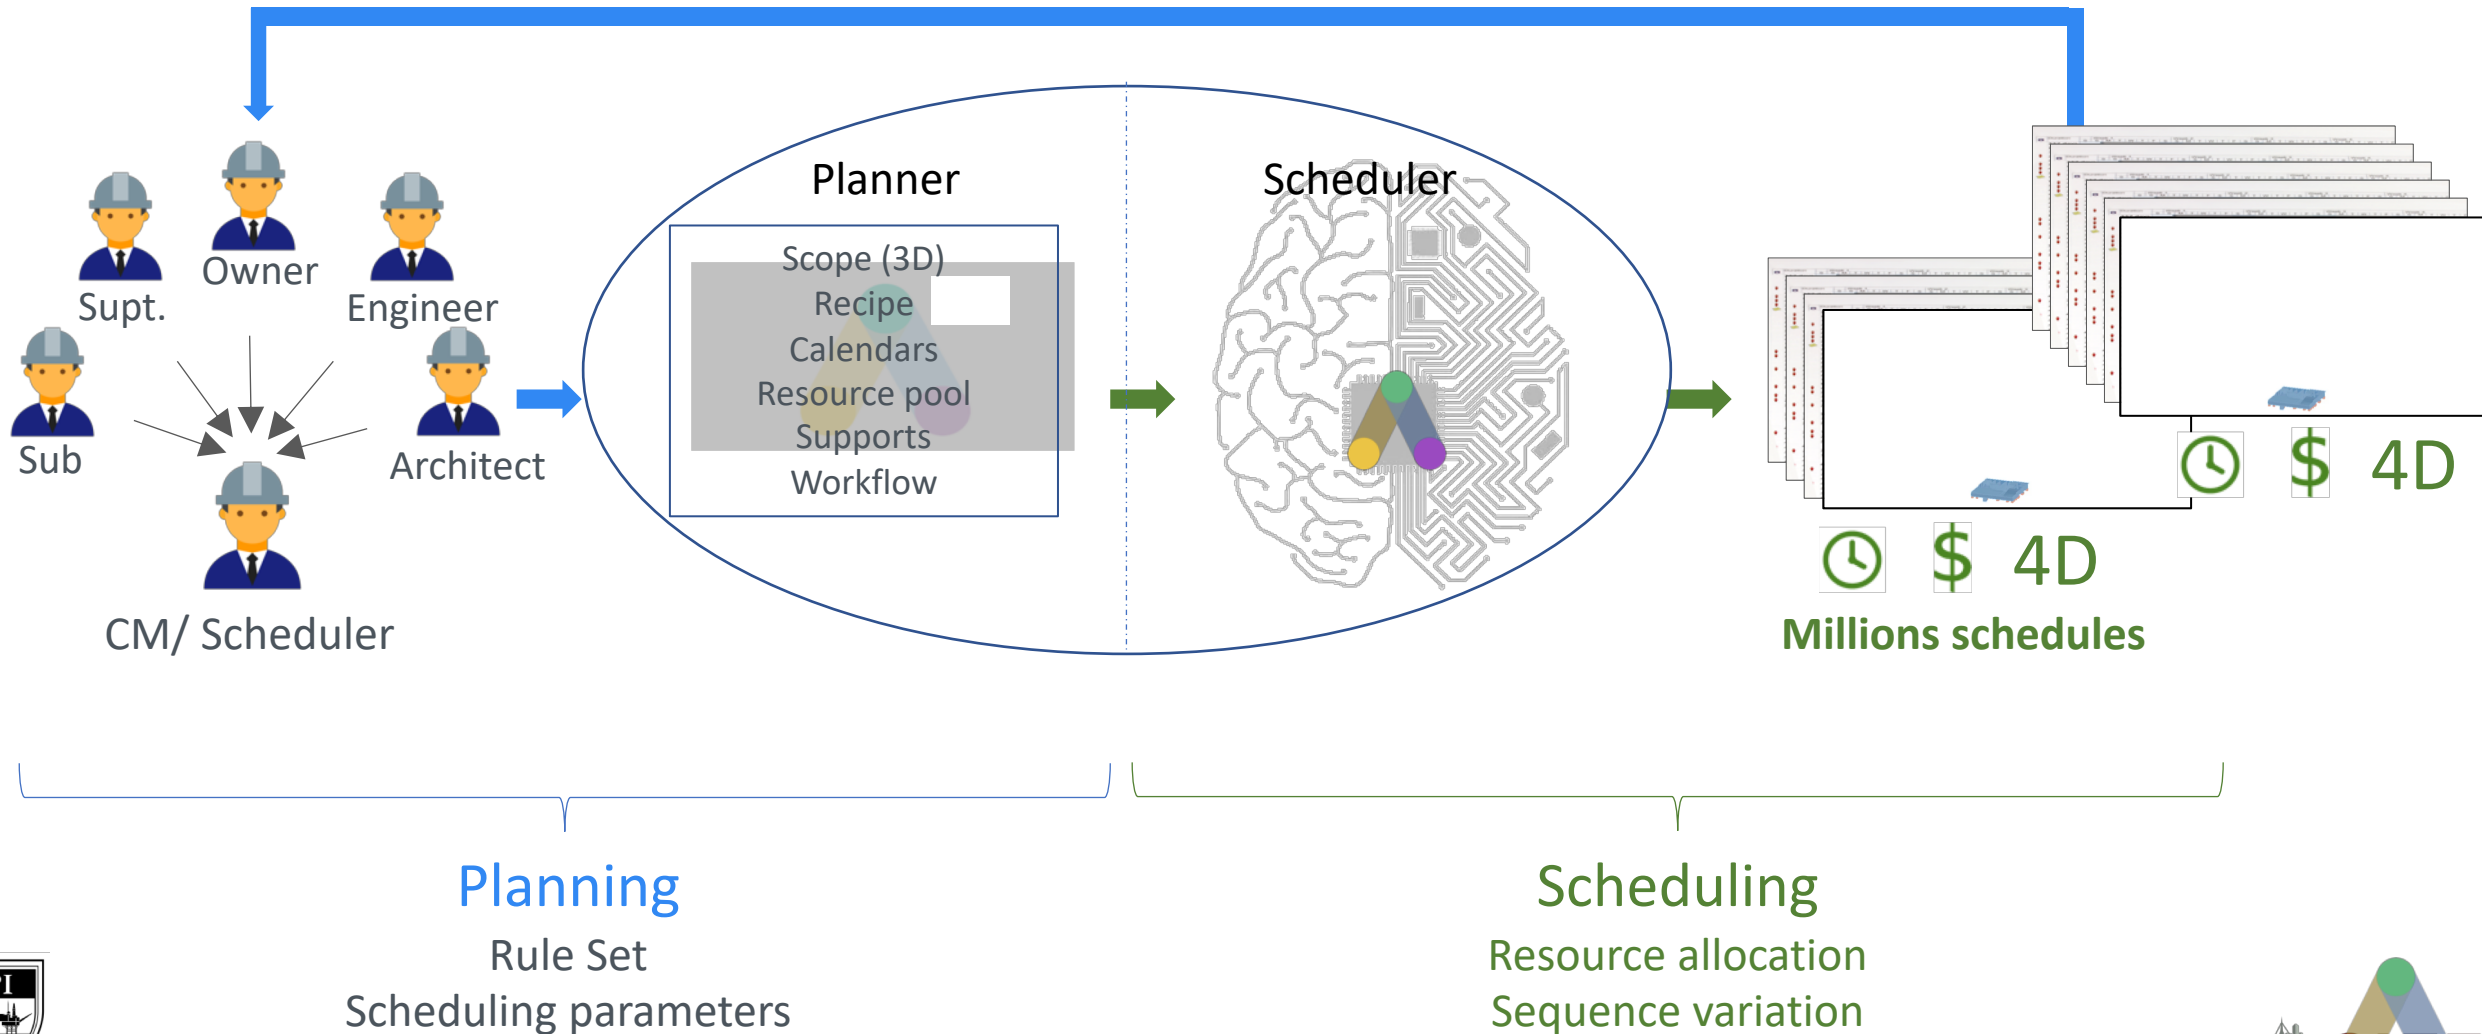 Owner
Supt.
Engineer
Sub
Architect
CM/ Scheduler
Planner
Scope (3D)
Recipe
Calendars
Resource pool
Supports
Workflow
Scheduler
$ 4D
$ 4D
Millions schedules
Planning
Rule Set
Scheduling parameters
Scheduling
Resource allocation
Sequence variation